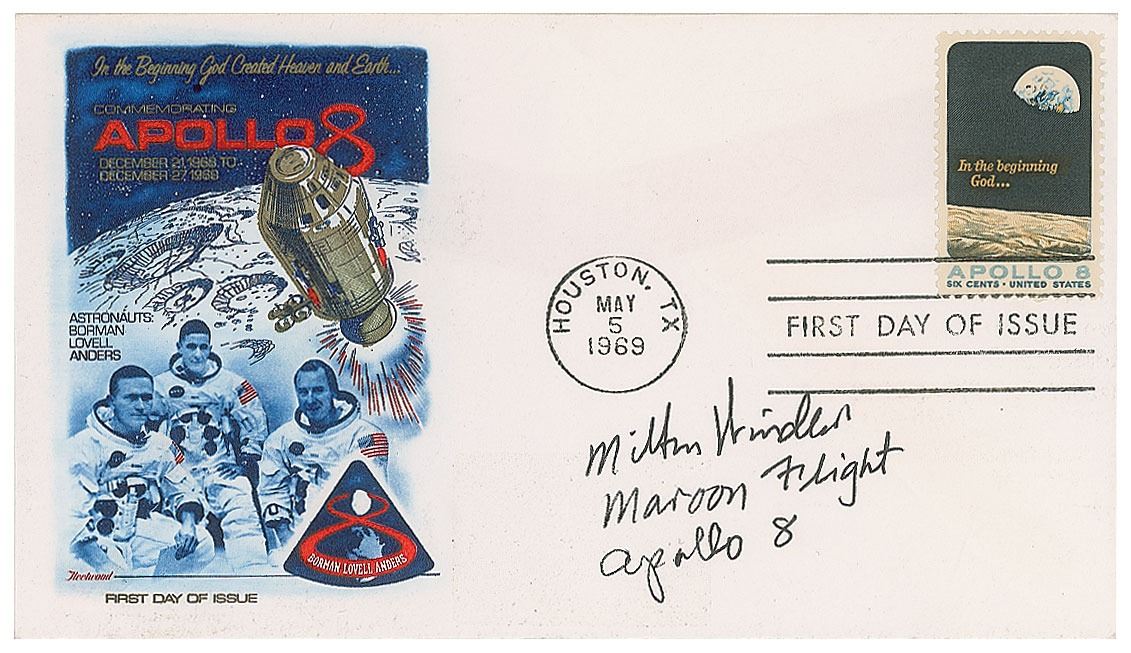 In the Beginning God Created Heaven and Earth...
COMMEMORATING
APOLLO 8
DECEMBER 21, 1968 TO
DECEMBER 27 1968
ASTRONAUTS:
BORMAN
LOVELL
ANDERS
BORMAN LOVELL ANDERS
Fleetwood
FIRST DAY OF ISSUE
In the beginning
God...
APOLLO 8
SIX CENTS · UNITED STATES
HOUSTON, TX
MAY
5
1969
FIRST DAY OF ISSUE
Milton Windler
Maroon Flight
Apollo 8